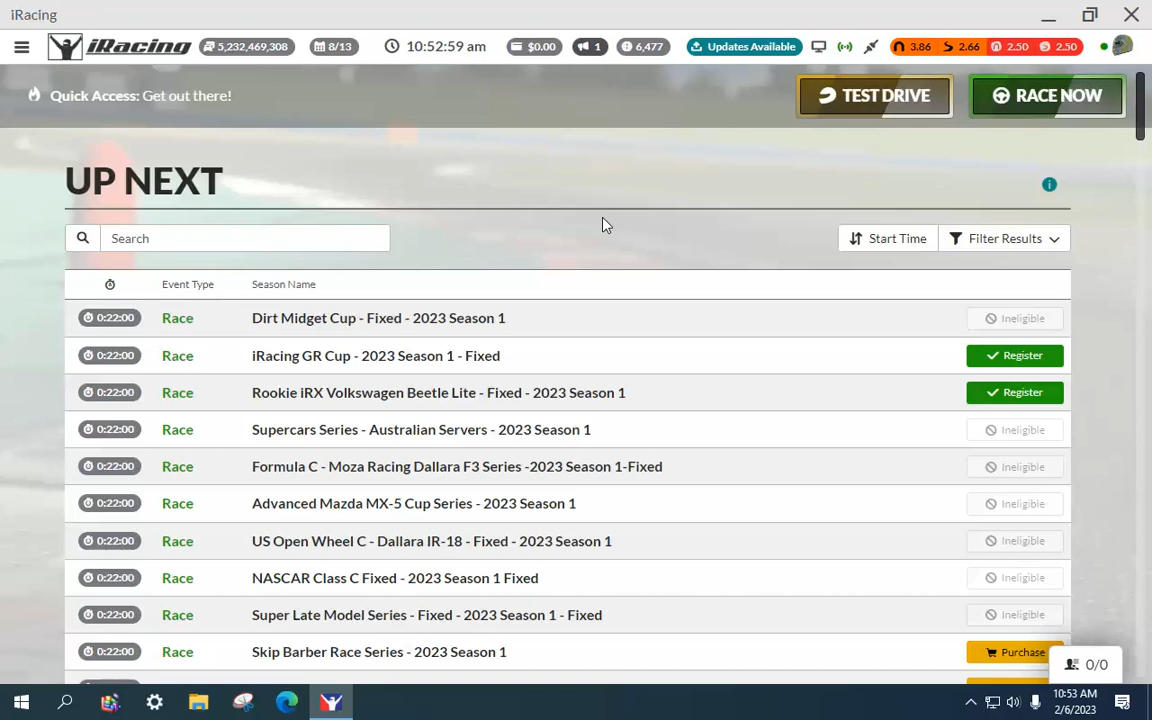 iRacing
iRacing 5,232,469,308 8/13 10:52:59 am $0.00 1 6,477 Updates Available 3.86 2.66 2.50 2.50
Quick Access: Get out there! TEST DRIVE RACE NOW
UP NEXT
Search Start Time Filter Results
Event Type Season Name
0:22:00 Race Dirt Midget Cup - Fixed - 2023 Season 1 Ineligible
0:22:00 Race iRacing GR Cup - 2023 Season 1 - Fixed Register
0:22:00 Race Rookie iRX Volkswagen Beetle Lite - Fixed - 2023 Season 1 Register
0:22:00 Race Supercars Series - Australian Servers - 2023 Season 1 Ineligible
0:22:00 Race Formula C - Moza Racing Dallara F3 Series -2023 Season 1-Fixed Ineligible
0:22:00 Race Advanced Mazda MX-5 Cup Series - 2023 Season 1 Ineligible
0:22:00 Race US Open Wheel C - Dallara IR-18 - Fixed - 2023 Season 1 Ineligible
0:22:00 Race NASCAR Class C Fixed - 2023 Season 1 Fixed Ineligible
0:22:00 Race Super Late Model Series - Fixed - 2023 Season 1 - Fixed Ineligible
0:22:00 Race Skip Barber Race Series - 2023 Season 1 Purchase
0/0
10:53 AM
2/6/2023